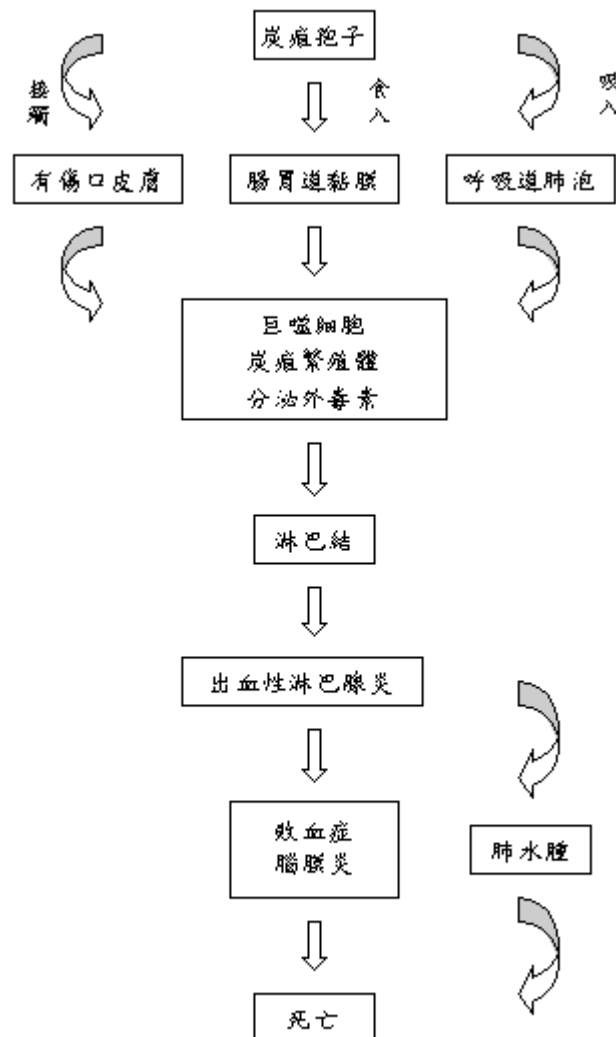 炭疽孢子
接觸
食入
吸入
有傷口皮膚
腸胃道黏膜
呼吸道肺泡
巨噬細胞
炭疽繁殖體
分泌外毒素
淋巴結
出血性淋巴腺炎
敗血症
腦膜炎
肺水腫
死亡